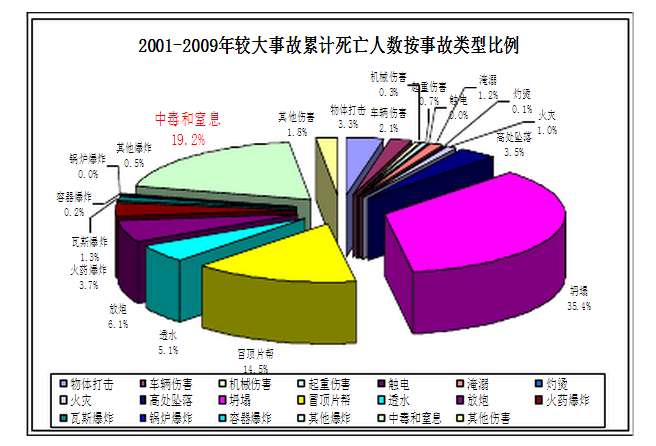 2001-2009年较大事故累计死亡人数按事故类型比例
机械伤害
0.3%
起重伤害
0.7%
触电
0.0%
淹溺
1.2%
灼烫
0.1%
火灾
1.0%
高处坠落
3.5%
物体打击
3.3%
车辆伤害
2.1%
其他伤害
1.8%
中毒和窒息
19.2%
其他爆炸
0.5%
锅炉爆炸
0.0%
容器爆炸
0.2%
瓦斯爆炸
1.3%
火药爆炸
3.7%
放炮
6.1%
透水
5.1%
冒顶片帮
14.5%
坍塌
35.4%
物体打击 车辆伤害 机械伤害 起重伤害 触电 淹溺 灼烫
火灾 高处坠落 坍塌 冒顶片帮 透水 放炮 火药爆炸
瓦斯爆炸 锅炉爆炸 容器爆炸 其他爆炸 中毒和窒息 其他伤害